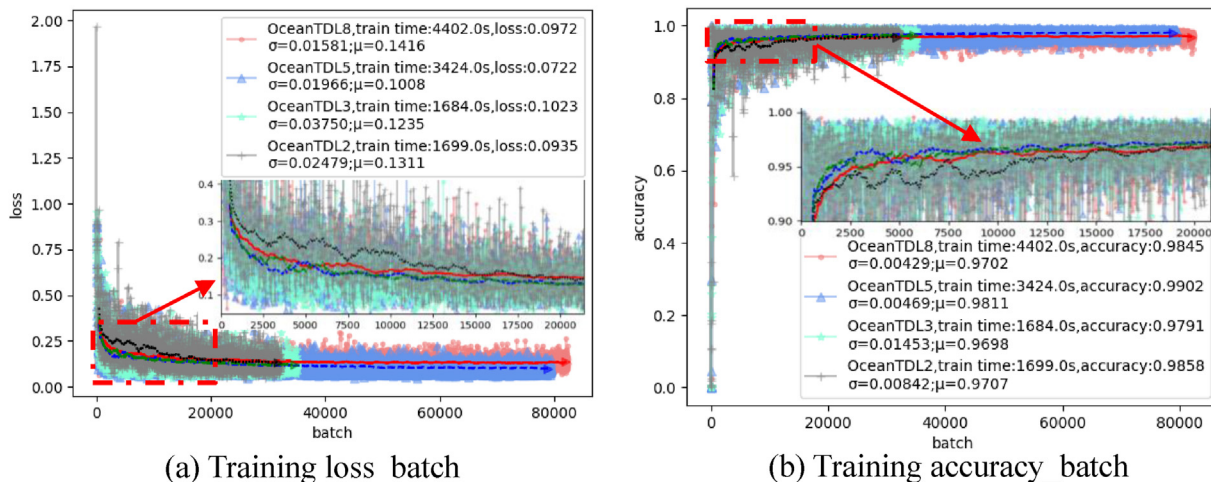 2.00
1.75
1.50
1.25
1.00
0.75
0.50
0.25
0.00
loss
OceanTDL8,train time:4402.0s,loss:0.0972
σ=0.01581;μ=0.1416
OceanTDL5,train time:3424.0s,loss:0.0722
σ=0.01966;μ=0.1008
OceanTDL3,train time:1684.0s,loss:0.1023
σ=0.03750;μ=0.1235
OceanTDL2,train time:1699.0s,loss:0.0935
σ=0.02479;μ=0.1311
0.4
0.3
0.2
0.1
2500 5000 7500 10000 12500 15000 17500 20000
0 20000 40000 60000 80000
batch
(a) Training loss batch
1.0
0.8
0.6
0.4
0.2
0.0
accuracy
1.00
0.95
0.90
0 2500 5000 7500 10000 12500 15000 17500 20000
OceanTDL8,train time:4402.0s,accuracy:0.9845
σ=0.00429;μ=0.9702
OceanTDL5,train time:3424.0s,accuracy:0.9902
σ=0.00469;μ=0.9811
OceanTDL3,train time:1684.0s,accuracy:0.9791
σ=0.01453;μ=0.9698
OceanTDL2,train time:1699.0s,accuracy:0.9858
σ=0.00842;μ=0.9707
0 20000 40000 60000 80000
batch
(b) Training accuracy batch